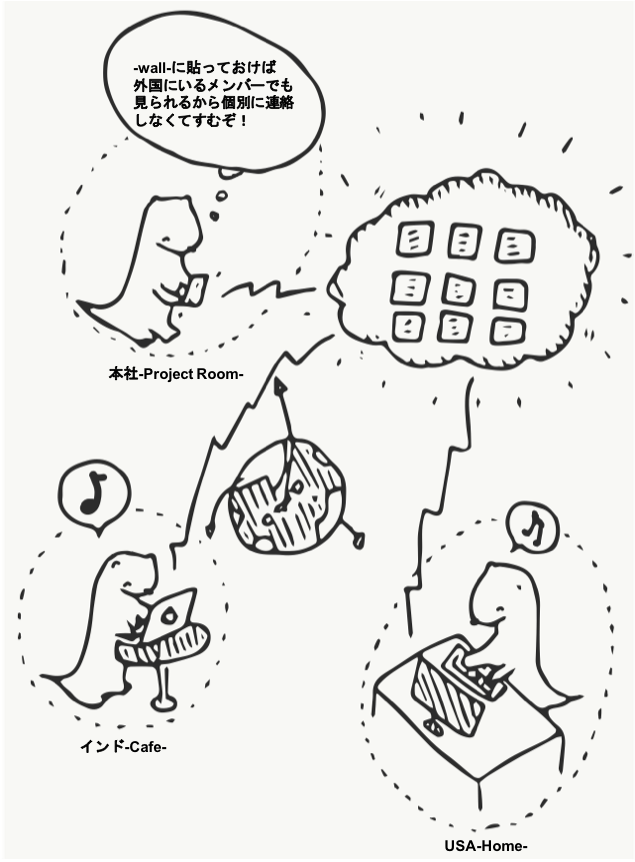 -wall-に貼っておけば
外国にいるメンバーでも
見られるから個別に連絡
しなくてすむぞ！
本社-Project Room-
インド-Cafe-
USA-Home-